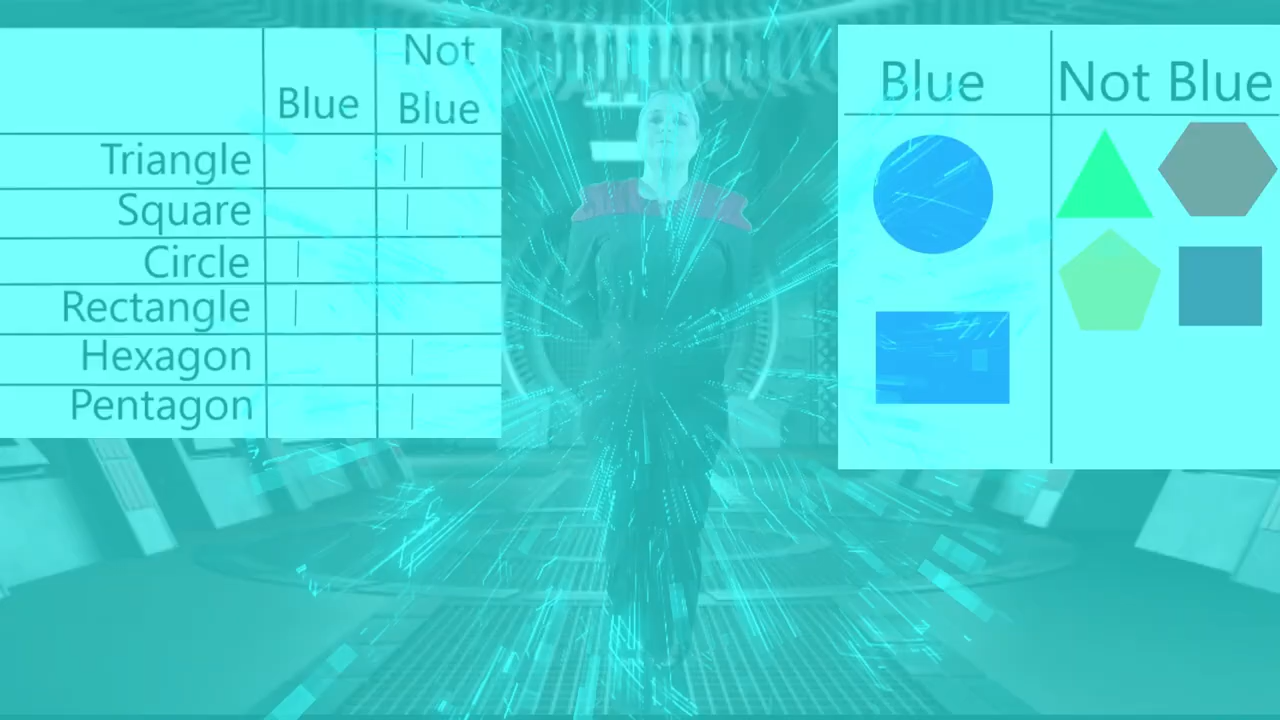 Not
Blue Blue
Triangle ||
Square |
Circle |
Rectangle |
Hexagon |
Pentagon |
Blue Not Blue